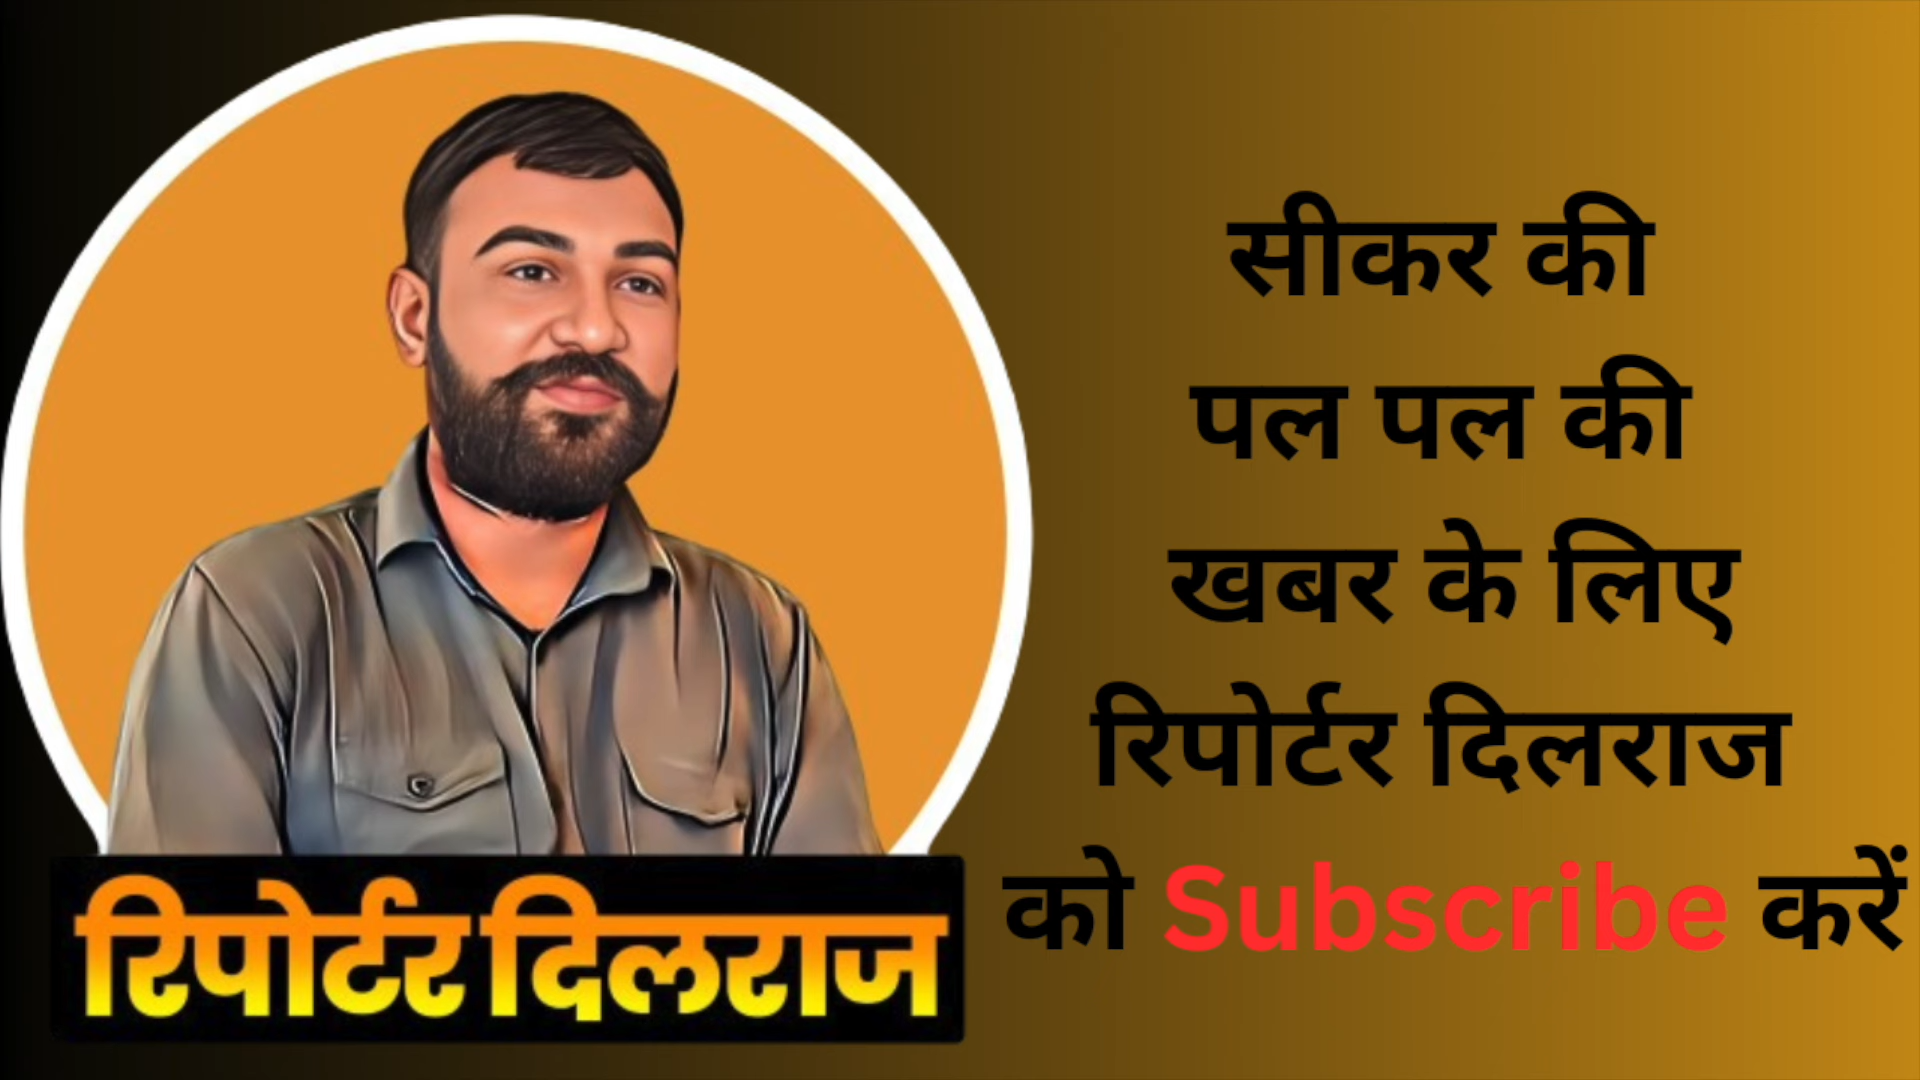 सीकर की
पल पल की
खबर के लिए
रिपोर्टर दिलराज
को Subscribe करें
रिपोर्टर दिलराज